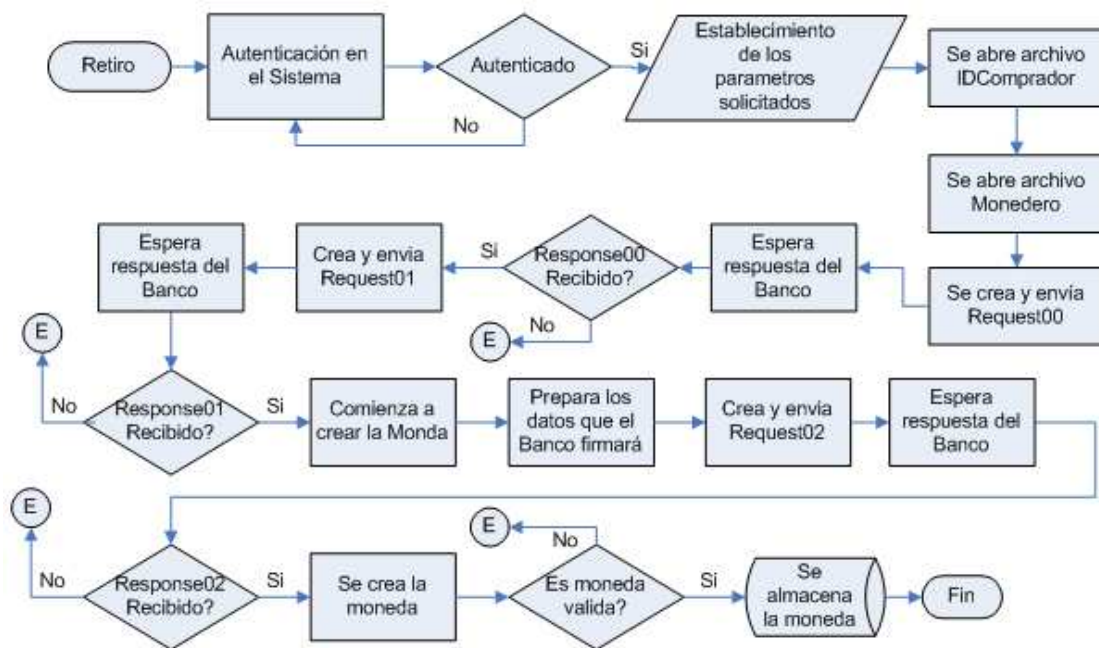 Retiro
Autenticación en
el Sistema
Autenticado
Si
No
Establecimiento
de los
parametros
solicitados
Se abre archivo
IDComprador
Se abre archivo
Monedero
Se crea y envía
Request00
Espera
respuesta del
Banco
Response00
Recibido?
Si
No
E
Crea y envia
Request01
Espera
respuesta del
Banco
Response01
Recibido?
No
E
Si
Comienza a
crear la Monda
Prepara los
datos que el
Banco firmará
Crea y envia
Request02
Espera
respuesta del
Banco
Response02
Recibido?
No
E
Si
Se crea la
moneda
Es moneda
valida?
No
E
Si
Se
almacena
la moneda
Fin